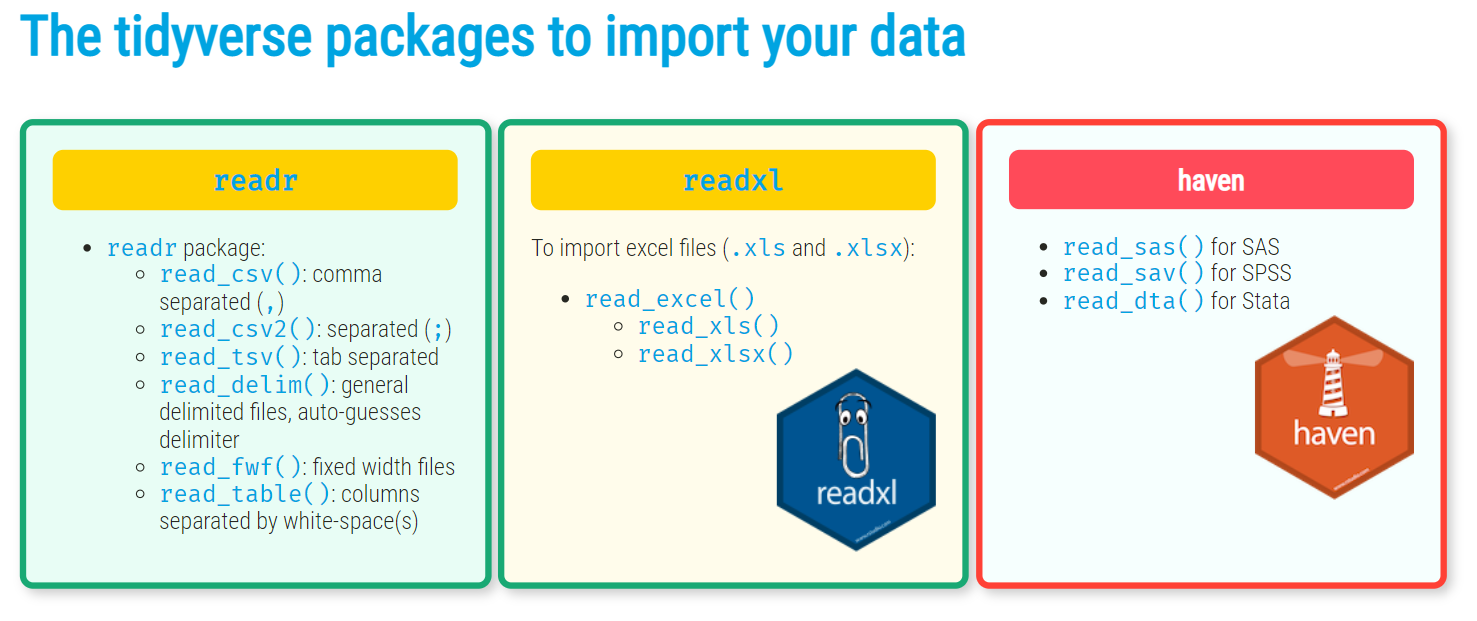 The tidyverse packages to import your data
readr
readr package:
read_csv(): comma
separated (,)
read_csv2(): separated (;)
read_tsv(): tab separated
read_delim(): general
delimited files, auto-guesses
delimiter
read_fwf(): fixed width files
read_table(): columns
separated by white-space(s)
readxl
To import excel files (.xls and .xlsx):
read_excel()
read_xls()
read_xlsx()
readxl
haven
read_sas() for SAS
read_sav() for SPSS
read_dta() for Stata
haven